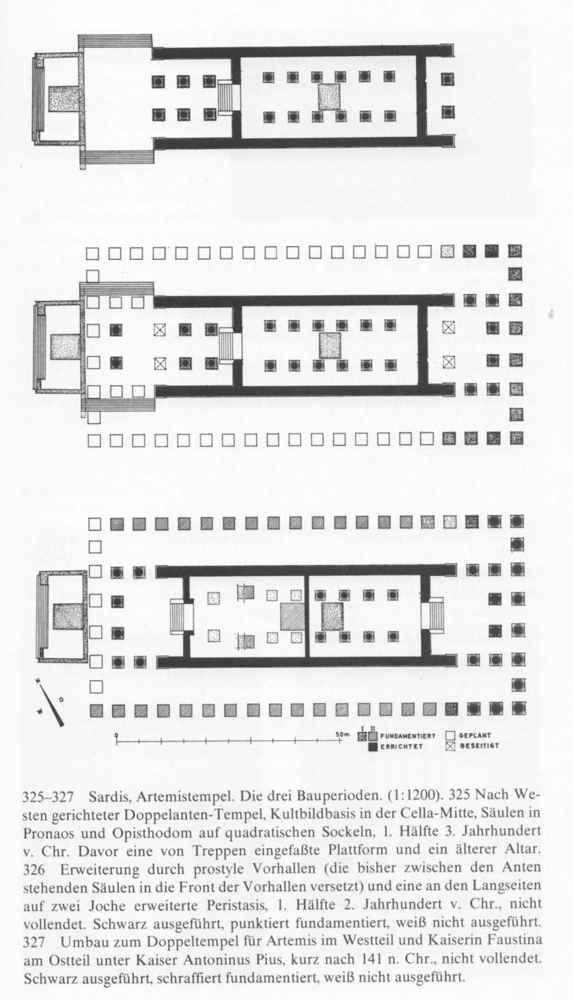 N
O
W
0 50m.
I II
FUNDAMENTIERT GEPLANT
ERRICHTET BESEITIGT
325–327 Sardis, Artemistempel. Die drei Bauperioden. (1:1200). 325 Nach We-
sten gerichteter Doppelanten-Tempel, Kultbildbasis in der Cella-Mitte, Säulen in
Pronaos und Opisthodom auf quadratischen Sockeln, 1. Hälfte 3. Jahrhundert
v. Chr. Davor eine von Treppen eingefaßte Plattform und ein älterer Altar.
326 Erweiterung durch prostyle Vorhallen (die bisher zwischen den Anten
stehenden Säulen in die Front der Vorhallen versetzt) und eine an den Langseiten
auf zwei Joche erweiterte Peristasis, 1. Hälfte 2. Jahrhundert v. Chr., nicht
vollendet. Schwarz ausgeführt, punktiert fundamentiert, weiß nicht ausgeführt.
327 Umbau zum Doppeltempel für Artemis im Westteil und Kaiserin Faustina
am Ostteil unter Kaiser Antoninus Pius, kurz nach 141 n. Chr., nicht vollendet.
Schwarz ausgeführt, schraffiert fundamentiert, weiß nicht ausgeführt.